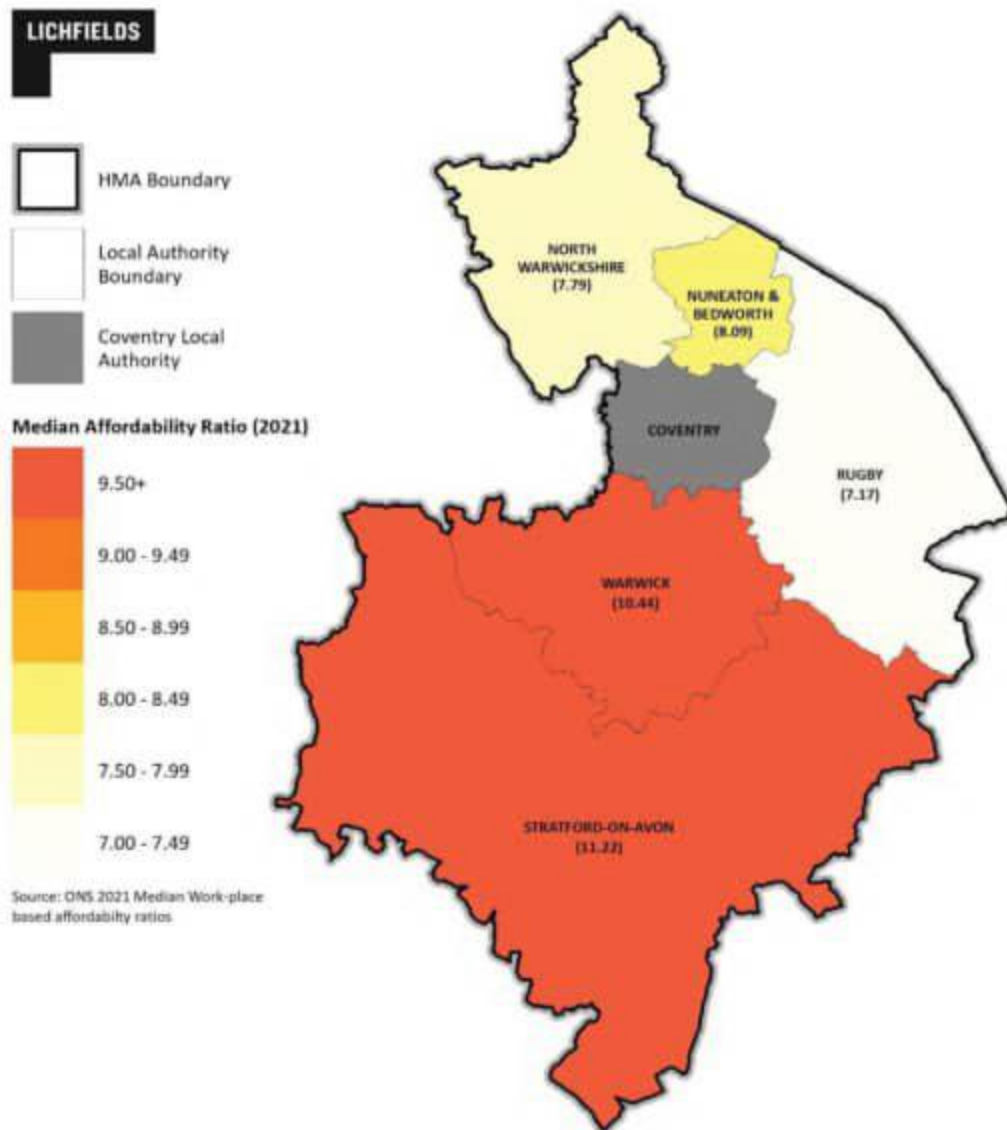 LICHFIELDS
HMA Boundary
Local Authority
Boundary
Coventry Local
Authority
Median Affordability Ratio (2021)
9.50+
9.00 - 9.49
8.50 - 8.99
8.00 - 8.49
7.50 - 7.99
7.00 - 7.49
Source: ONS 2021 Median Work-place
based affordabilty ratios
NORTH
WARWICKSHIRE
(7.79)
NUNEATON &
BEDWORTH
(8.09)
COVENTRY
RUGBY
(7.17)
WARWICK
(10.44)
STRATFORD-ON-AVON
(11.22)